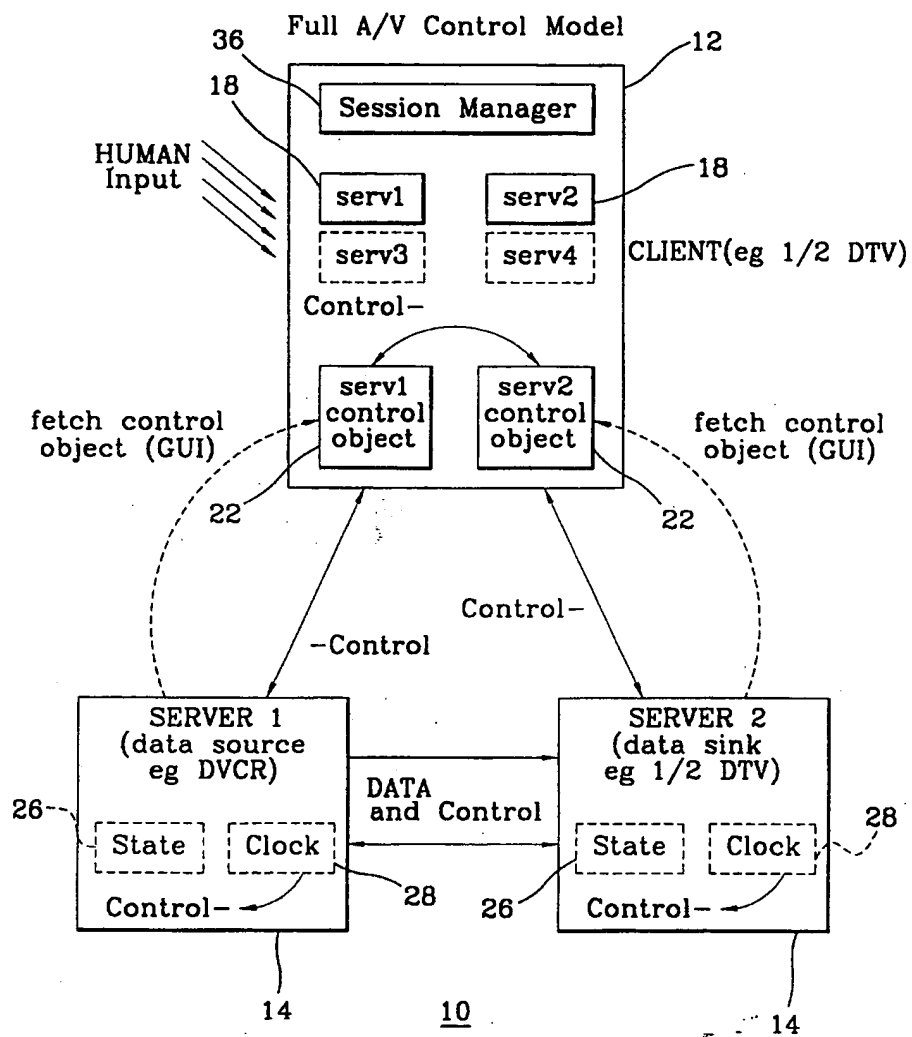 Full A/V Control Model
36
12
18
Session Manager
HUMAN
Input
18
serv1
serv2
serv3
serv4
CLIENT(eg 1/2 DTV)
Control-
serv1
control
object
serv2
control
object
fetch control
object (GUI)
fetch control
object (GUI)
22
22
Control-
-Control
SERVER 1
(data source
eg DVCR)
SERVER 2
(data sink
eg 1/2 DTV)
DATA
and Control
26
State
Clock
28
State
Clock
28
26
Control-
Control-
14
10
14